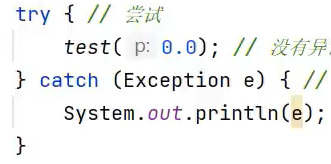 try { // 尝试
test( p: 0.0); // 没有异
} catch (Exception e) { //
System.out.println(e);
}